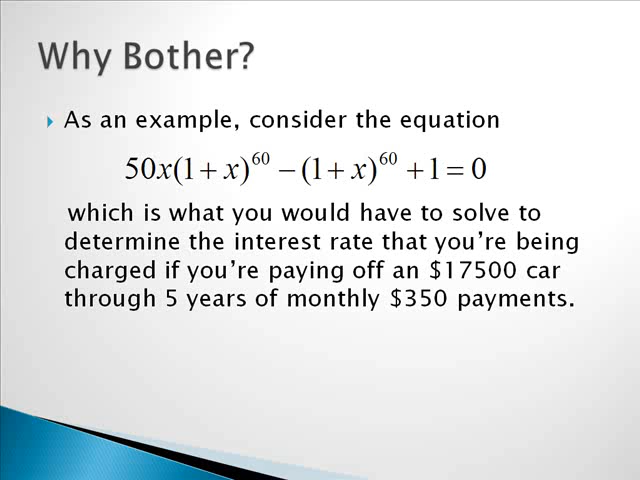 Why Bother?
As an example, consider the equation
50x(1 + x)^60 − (1 + x)^60 + 1 = 0
which is what you would have to solve to
determine the interest rate that you’re being
charged if you’re paying off an $17500 car
through 5 years of monthly $350 payments.